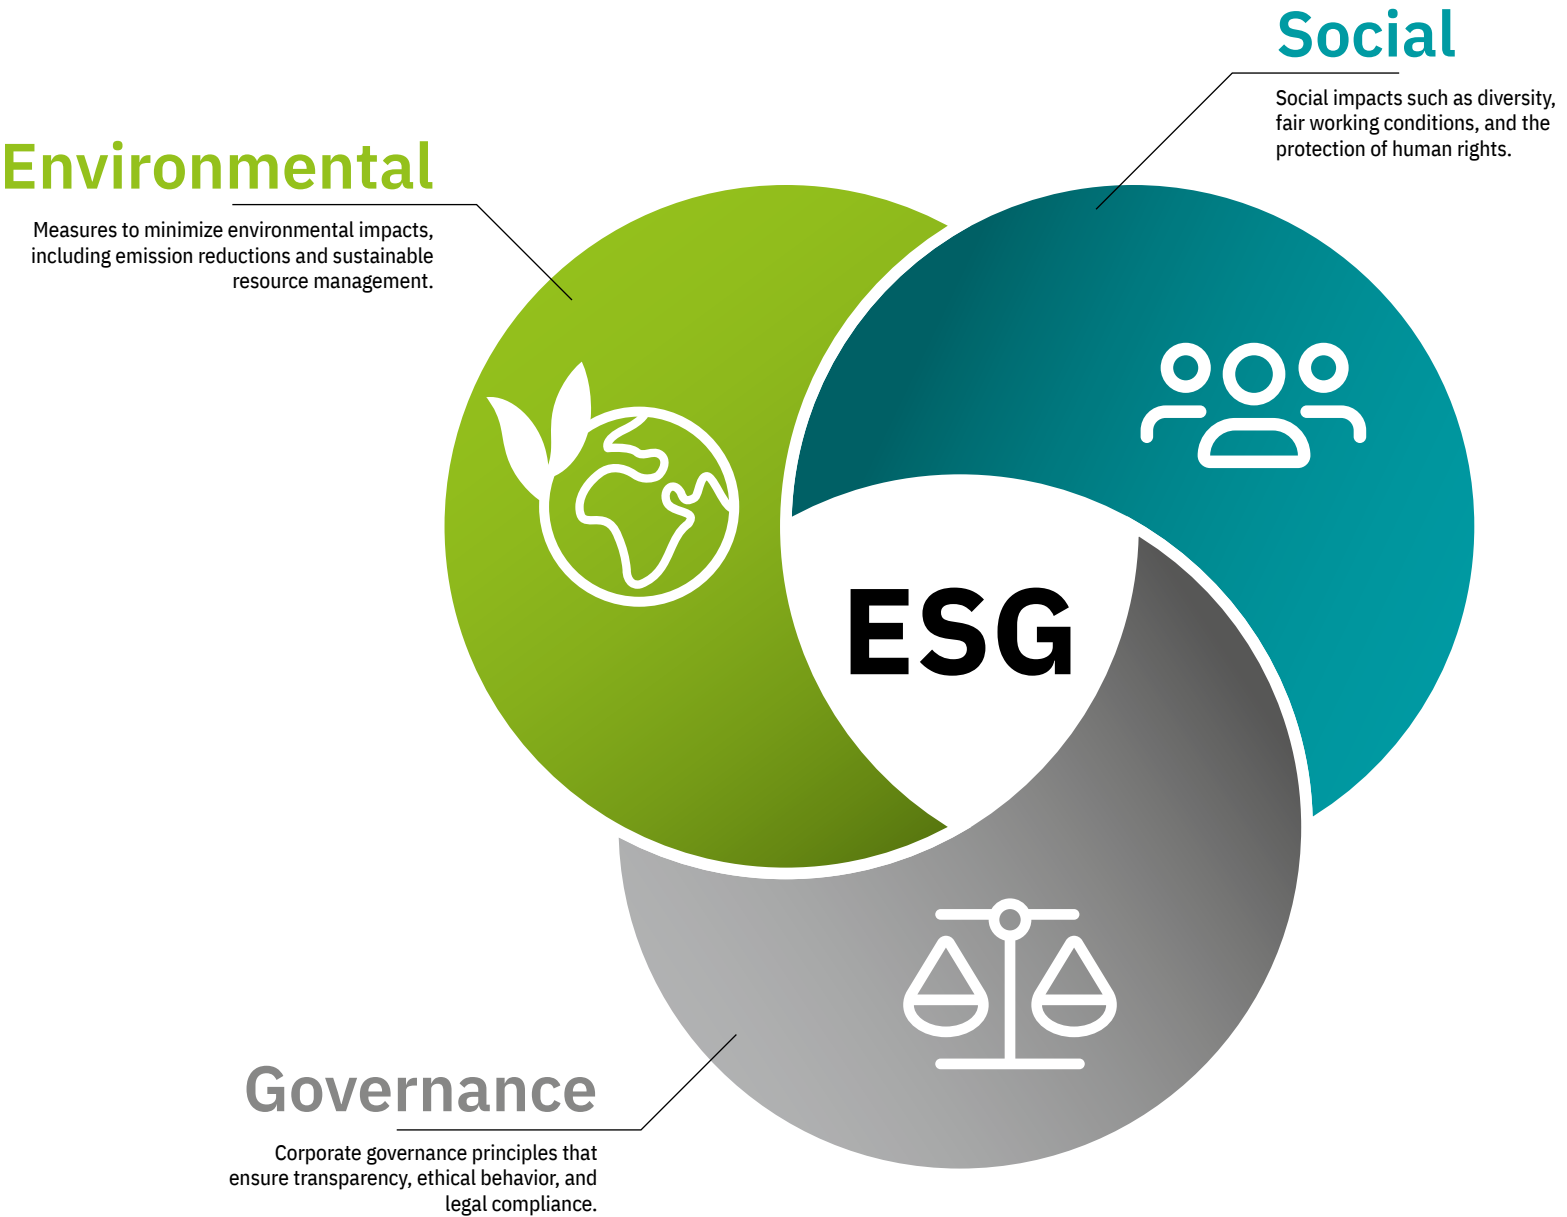 Social
Social impacts such as diversity,
fair working conditions, and the
protection of human rights.
Environmental
Measures to minimize environmental impacts,
including emission reductions and sustainable
resource management.
ESG
Governance
Corporate governance principles that
ensure transparency, ethical behavior, and
legal compliance.